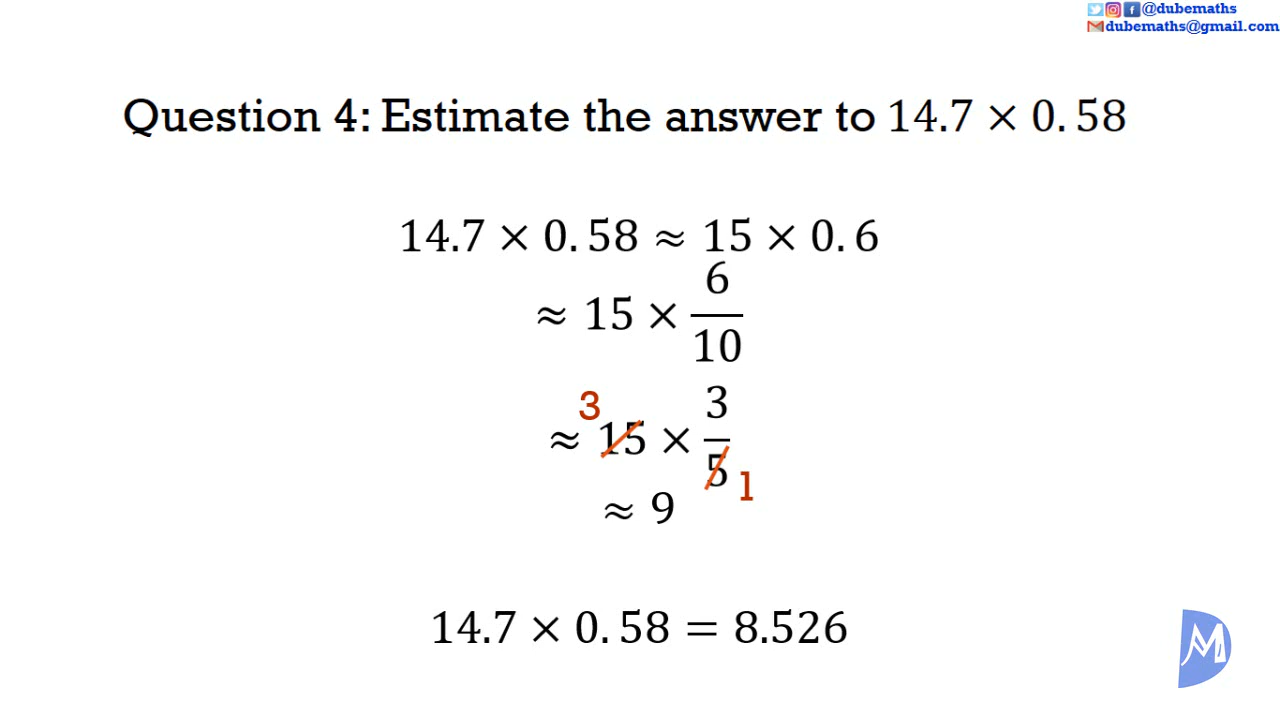 @dubemaths
dubemaths@gmail.com
Question 4: Estimate the answer to 14.7 × 0.58
14.7 × 0.58 ≈ 15 × 0.6
≈ 15 × 6/10
3
≈ 15 × 3/5
1
≈ 9
14.7 × 0.58 = 8.526
M